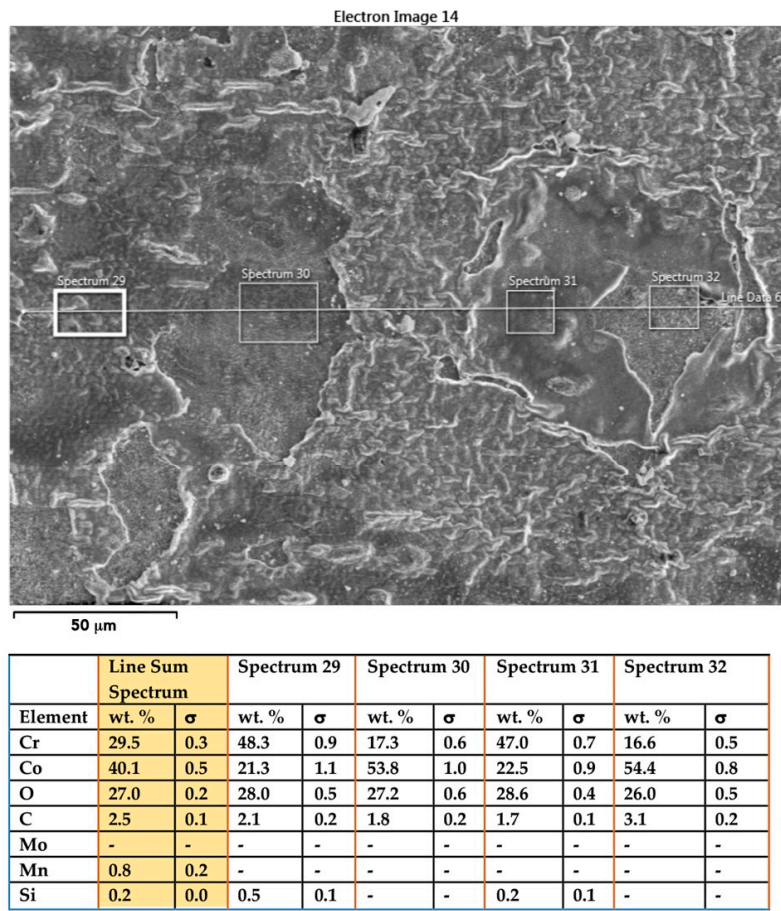 Electron Image 14
Spectrum 29
Spectrum 30
Spectrum 31
Spectrum 32
Line Data 6
50 µm
Line Sum Spectrum Spectrum 29 Spectrum 30 Spectrum 31 Spectrum 32
Element wt. % σ wt. % σ wt. % σ wt. % σ wt. % σ
Cr 29.5 0.3 48.3 0.9 17.3 0.6 47.0 0.7 16.6 0.5
Co 40.1 0.5 21.3 1.1 53.8 1.0 22.5 0.9 54.4 0.8
O 27.0 0.2 28.0 0.5 27.2 0.6 28.6 0.4 26.0 0.5
C 2.5 0.1 2.1 0.2 1.8 0.2 1.7 0.1 3.1 0.2
Mo - - - - - - - - - -
Mn 0.8 0.2 - - - - - - - -
Si 0.2 0.0 0.5 0.1 - - 0.2 0.1 - -